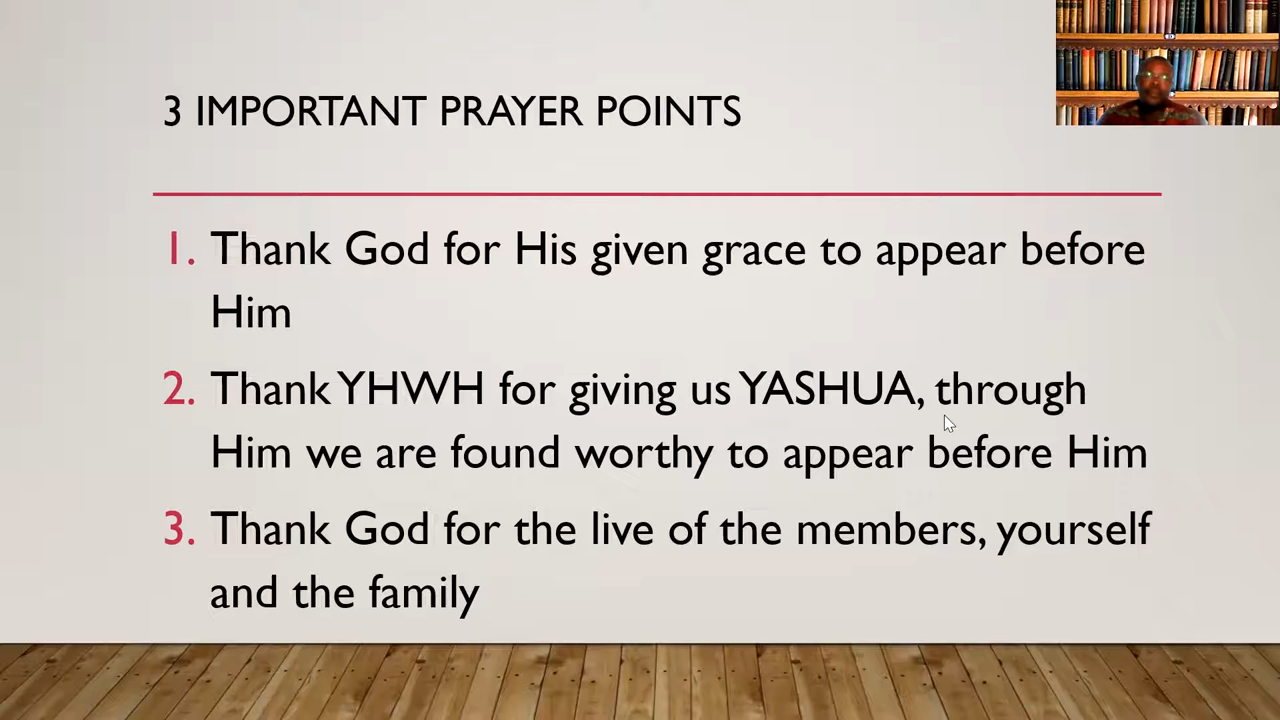 3 IMPORTANT PRAYER POINTS
1. Thank God for His given grace to appear before
Him
2. Thank YHWH for giving us YASHUA, through
Him we are found worthy to appear before Him
3. Thank God for the live of the members, yourself
and the family